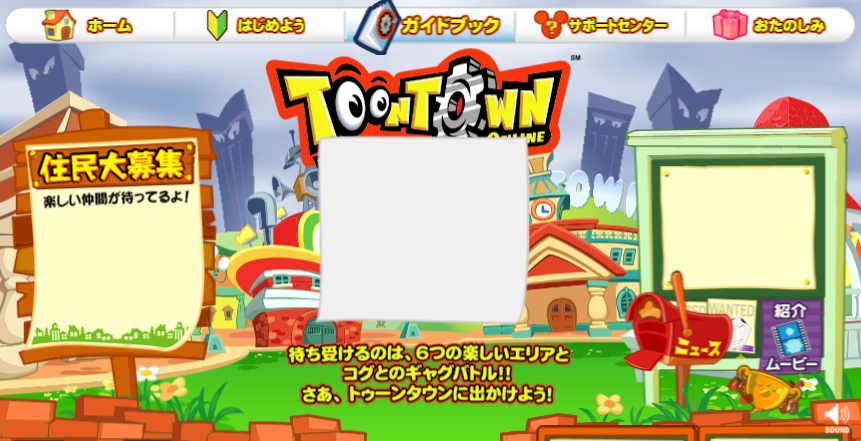 ホーム
はじめよう
ガイドブック
サポートセンター
?
おたのしみ
TOONTOWN
ONLINE
SM
住民大募集
楽しい仲間が待ってるよ!
TOWN
WANTED
紹介
ムービー
ニュース
待ち受けるのは、6つの楽しいエリアと
コグとのギャグバトル!!
さあ、トゥーンタウンに出かけよう!
SOUND